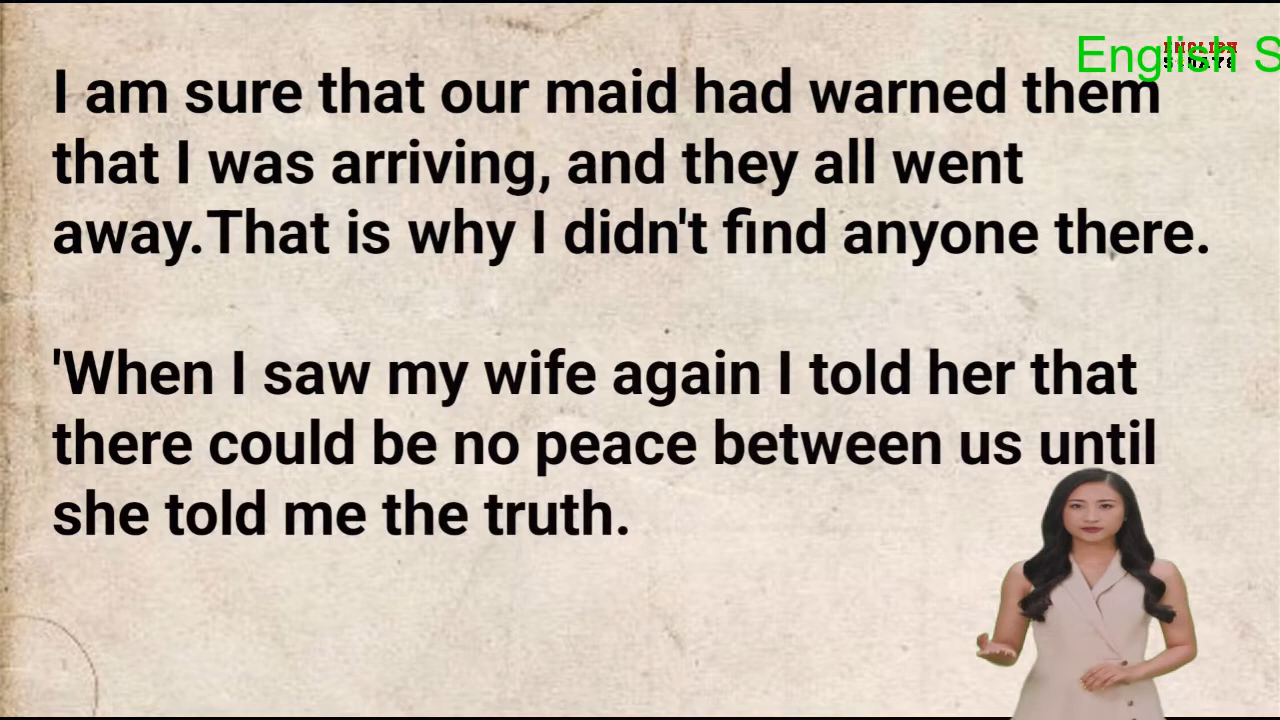 English S
ENGLISH
I am sure that our maid had warned them
that I was arriving, and they all went
away.That is why I didn't find anyone there.
'When I saw my wife again I told her that
there could be no peace between us until
she told me the truth.